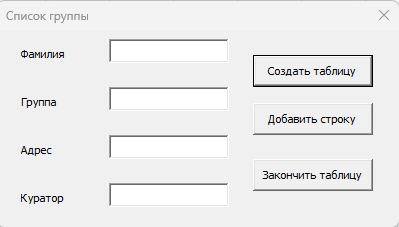 Список группы
Фамилия
Создать таблицу
Группа
Добавить строку
Адрес
Закончить таблицу
Куратор